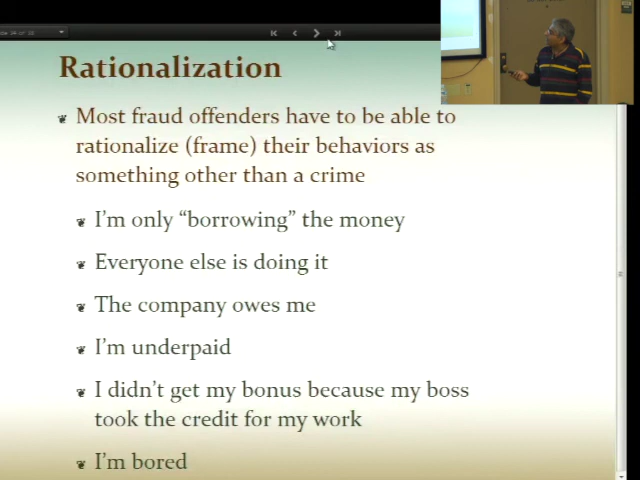 Rationalization
Most fraud offenders have to be able to
rationalize (frame) their behaviors as
something other than a crime
I'm only “borrowing” the money
Everyone else is doing it
The company owes me
I'm underpaid
I didn't get my bonus because my boss
took the credit for my work
I'm bored